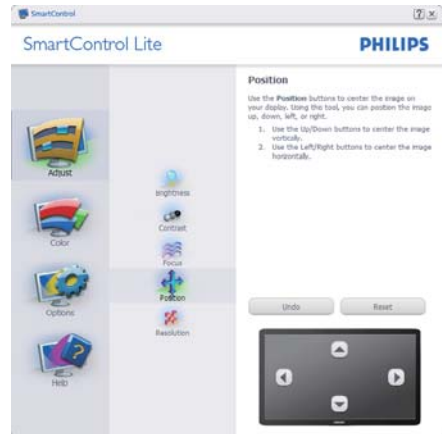 SmartControl
SmartControl Lite
PHILIPS
Adjust
Color
Options
Help
Brightness
Contrast
Focus
Position
Resolution
Position
Use the Position buttons to center the image on
your display. Using the tool, you can position the image
up, down, left, or right.
1. Use the Up/Down buttons to center the image
vertically.
2. Use the Left/Right buttons to center the image
horizontally.
Undo
Reset